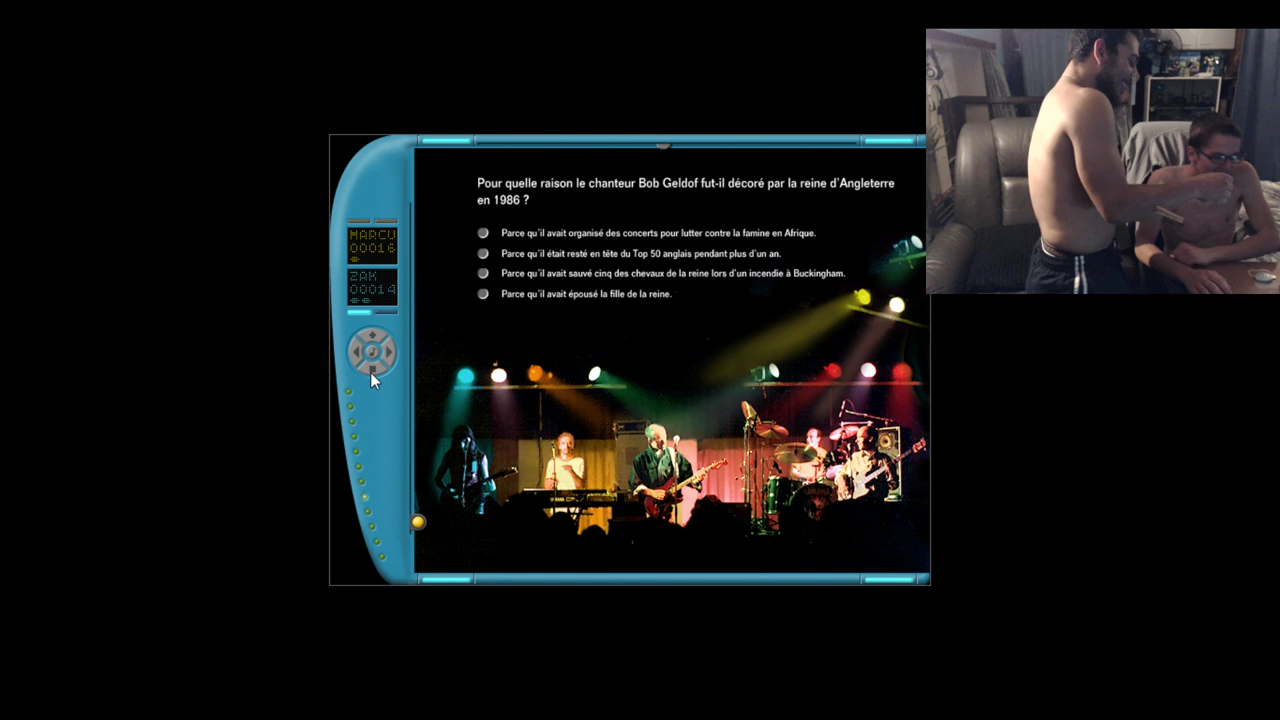 Pour quelle raison le chanteur Bob Geldof fut-il décoré par la reine d'Angleterre
en 1986 ?
Parce qu'il avait organisé des concerts pour lutter contre la famine en Afrique.
Parce qu'il était resté en tête du Top 50 anglais pendant plus d'un an.
Parce qu'il avait sauvé cinq des chevaux de la reine lors d'un incendie à Buckingham.
Parce qu'il avait épousé la fille de la reine.
MARCU
00016
ZAK
00014